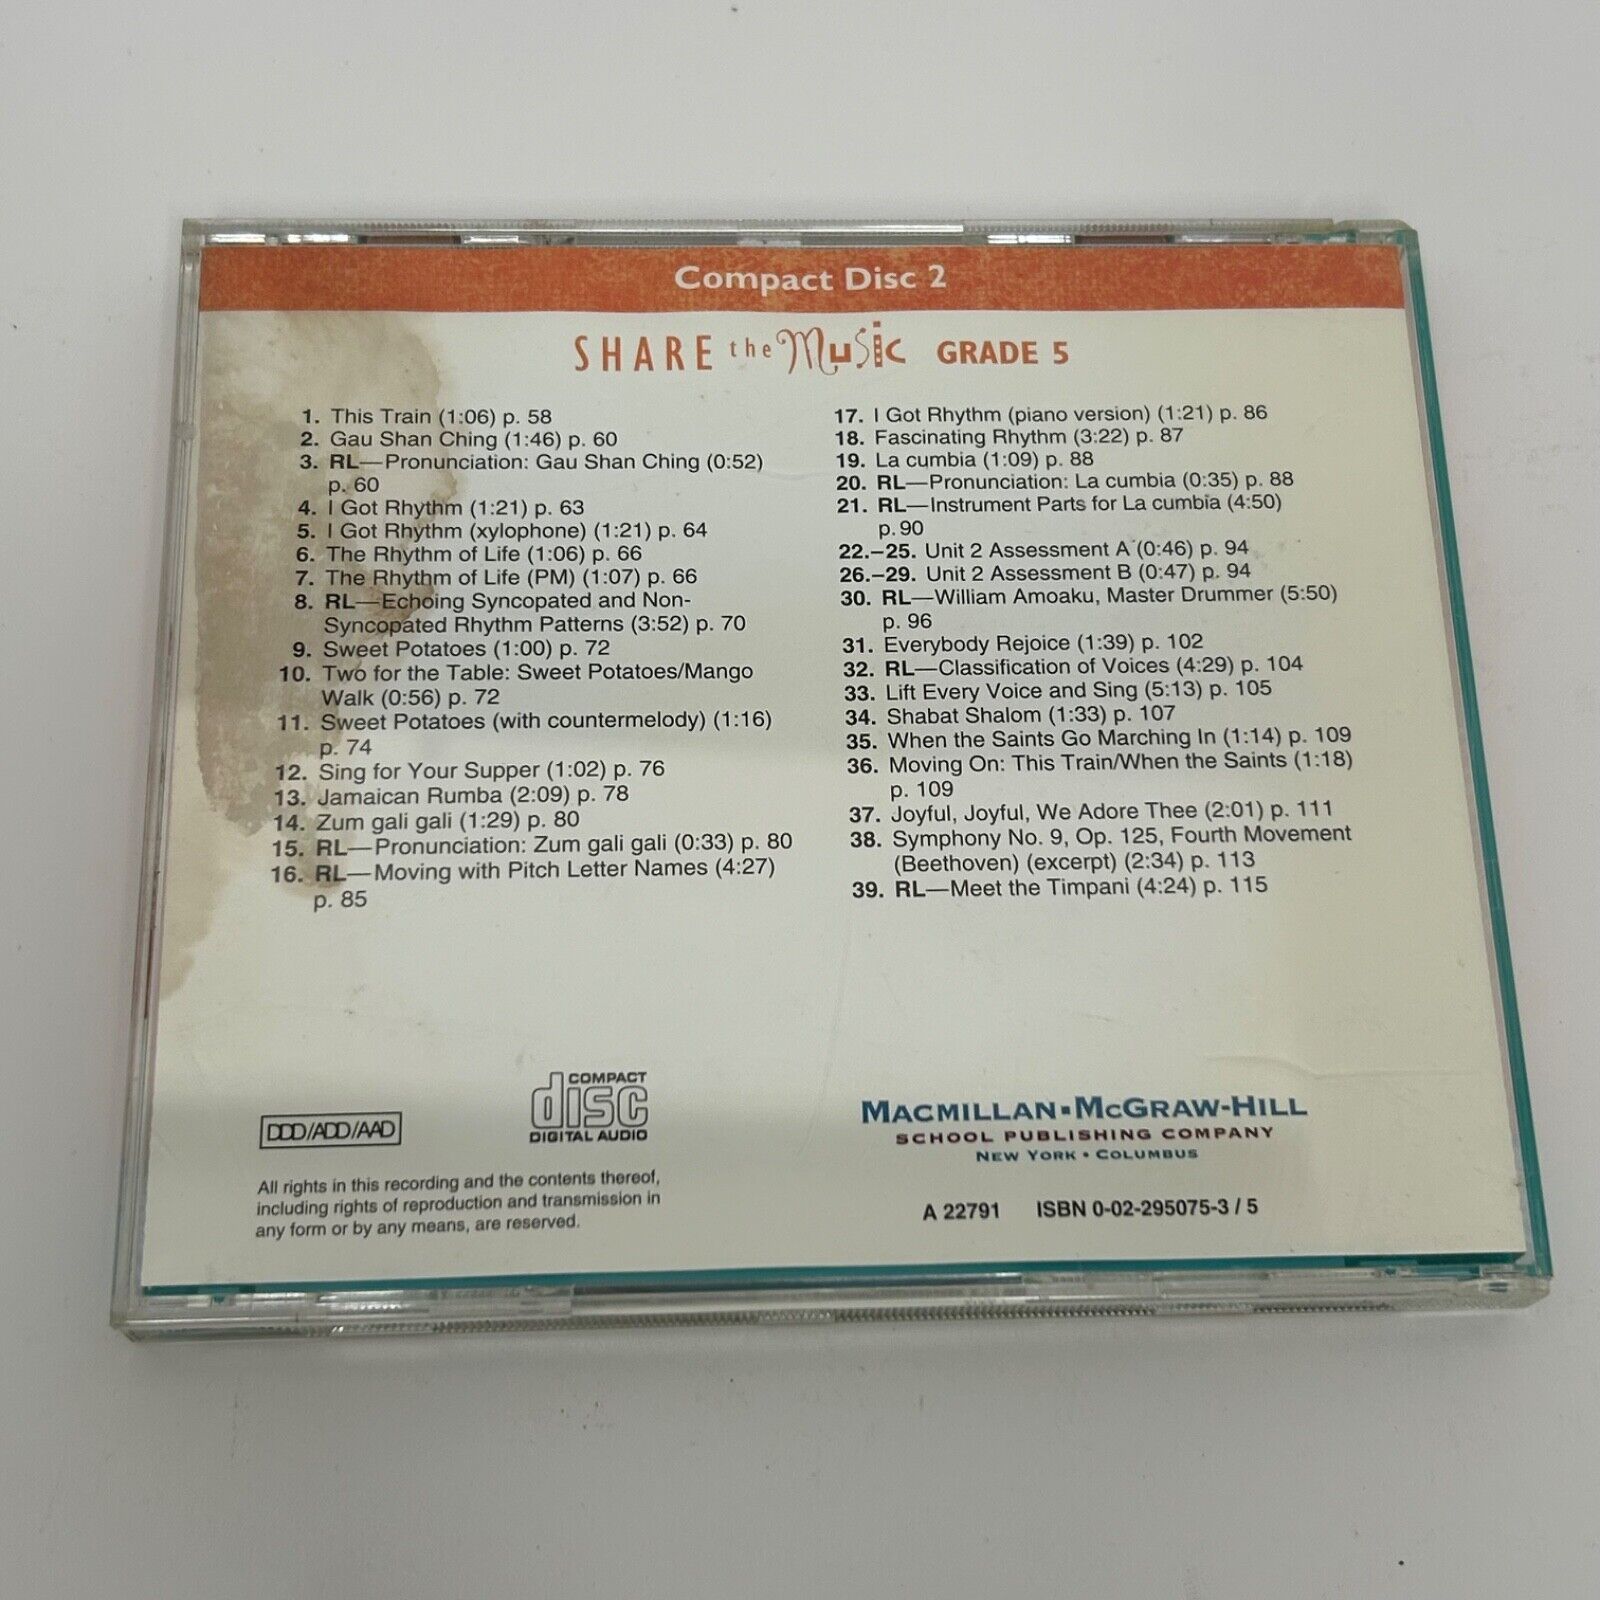 Compact Disc 2
SHARE the Music GRADE 5
1. This Train (1:06) p. 58
2. Gau Shan Ching (1:46) p. 60
3. RL—Pronunciation: Gau Shan Ching (0:52)
p. 60
4. I Got Rhythm (1:21) p. 63
5. I Got Rhythm (xylophone) (1:21) p. 64
6. The Rhythm of Life (1:06) p. 66
7. The Rhythm of Life (PM) (1:07) p. 66
8. RL—Echoing Syncopated and Non-
Syncopated Rhythm Patterns (3:52) p. 70
9. Sweet Potatoes (1:00) p. 72
10. Two for the Table: Sweet Potatoes/Mango
Walk (0:56) p. 72
11. Sweet Potatoes (with countermelody) (1:16)
p. 74
12. Sing for Your Supper (1:02) p. 76
13. Jamaican Rumba (2:09) p. 78
14. Zum gali gali (1:29) p. 80
15. RL—Pronunciation: Zum gali gali (0:33) p. 80
16. RL—Moving with Pitch Letter Names (4:27)
p. 85
17. I Got Rhythm (piano version) (1:21) p. 86
18. Fascinating Rhythm (3:22) p. 87
19. La cumbia (1:09) p. 88
20. RL—Pronunciation: La cumbia (0:35) p. 88
21. RL—Instrument Parts for La cumbia (4:50)
p. 90
22.–25. Unit 2 Assessment A (0:46) p. 94
26.–29. Unit 2 Assessment B (0:47) p. 94
30. RL—William Amoaku, Master Drummer (5:50)
p. 96
31. Everybody Rejoice (1:39) p. 102
32. RL—Classification of Voices (4:29) p. 104
33. Lift Every Voice and Sing (5:13) p. 105
34. Shabat Shalom (1:33) p. 107
35. When the Saints Go Marching In (1:14) p. 109
36. Moving On: This Train/When the Saints (1:18)
p. 109
37. Joyful, Joyful, We Adore Thee (2:01) p. 111
38. Symphony No. 9, Op. 125, Fourth Movement
(Beethoven) (excerpt) (2:34) p. 113
39. RL—Meet the Timpani (4:24) p. 115
DDD/ADD/AAD
COMPACT
disc
DIGITAL AUDIO
All rights in this recording and the contents thereof,
including rights of reproduction and transmission in
any form or by any means, are reserved.
MACMILLAN▪MCGRAW-HILL
SCHOOL PUBLISHING COMPANY
NEW YORK • COLUMBUS
A 22791 ISBN 0-02-295075-3 / 5